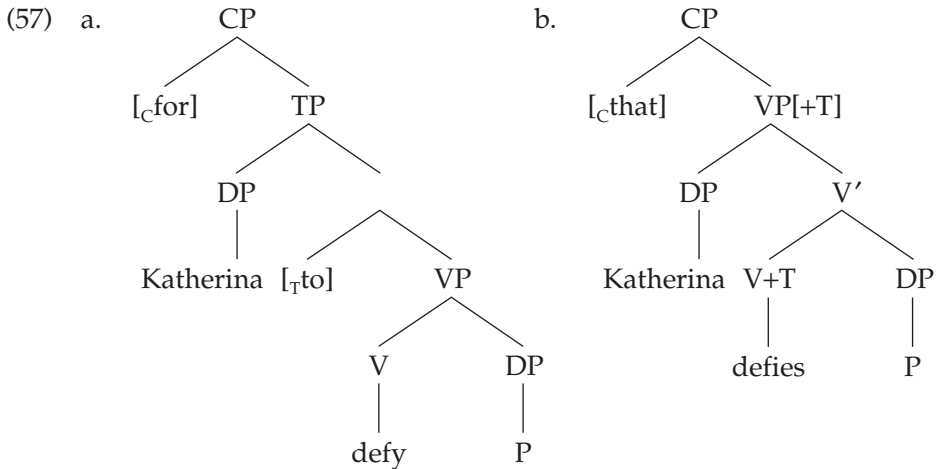 (57) a. CP b. CP
[Cfor] TP [Cthat] VP[+T]
DP DP V′
Katherina [Tto] VP Katherina V+T DP
V DP defies P
defy P